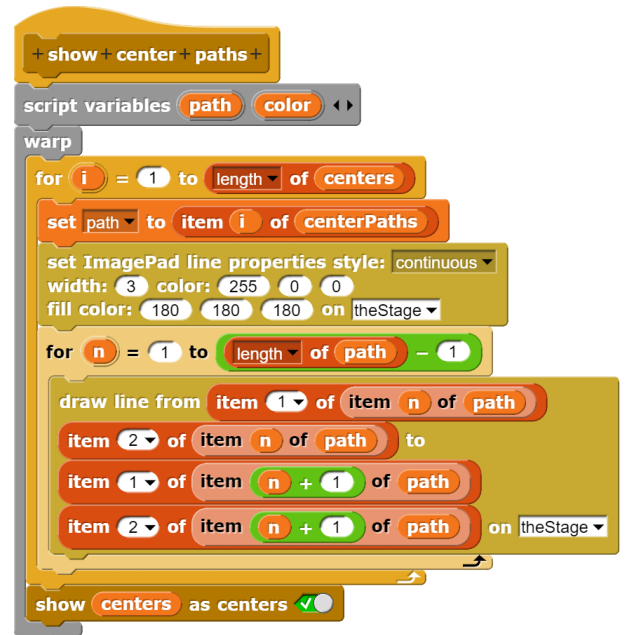 + show + center + paths +
script variables path color
warp
for i = 1 to length of centers
set path to item i of centerPaths
set ImagePad line properties style: continuous
width: 3 color: 255 0 0
fill color: 180 180 180 on theStage
for n = 1 to length of path - 1
draw line from item 1 of item n of path
item 2 of item n of path to
item 1 of item n + 1 of path
item 2 of item n + 1 of path on theStage
show centers as centers